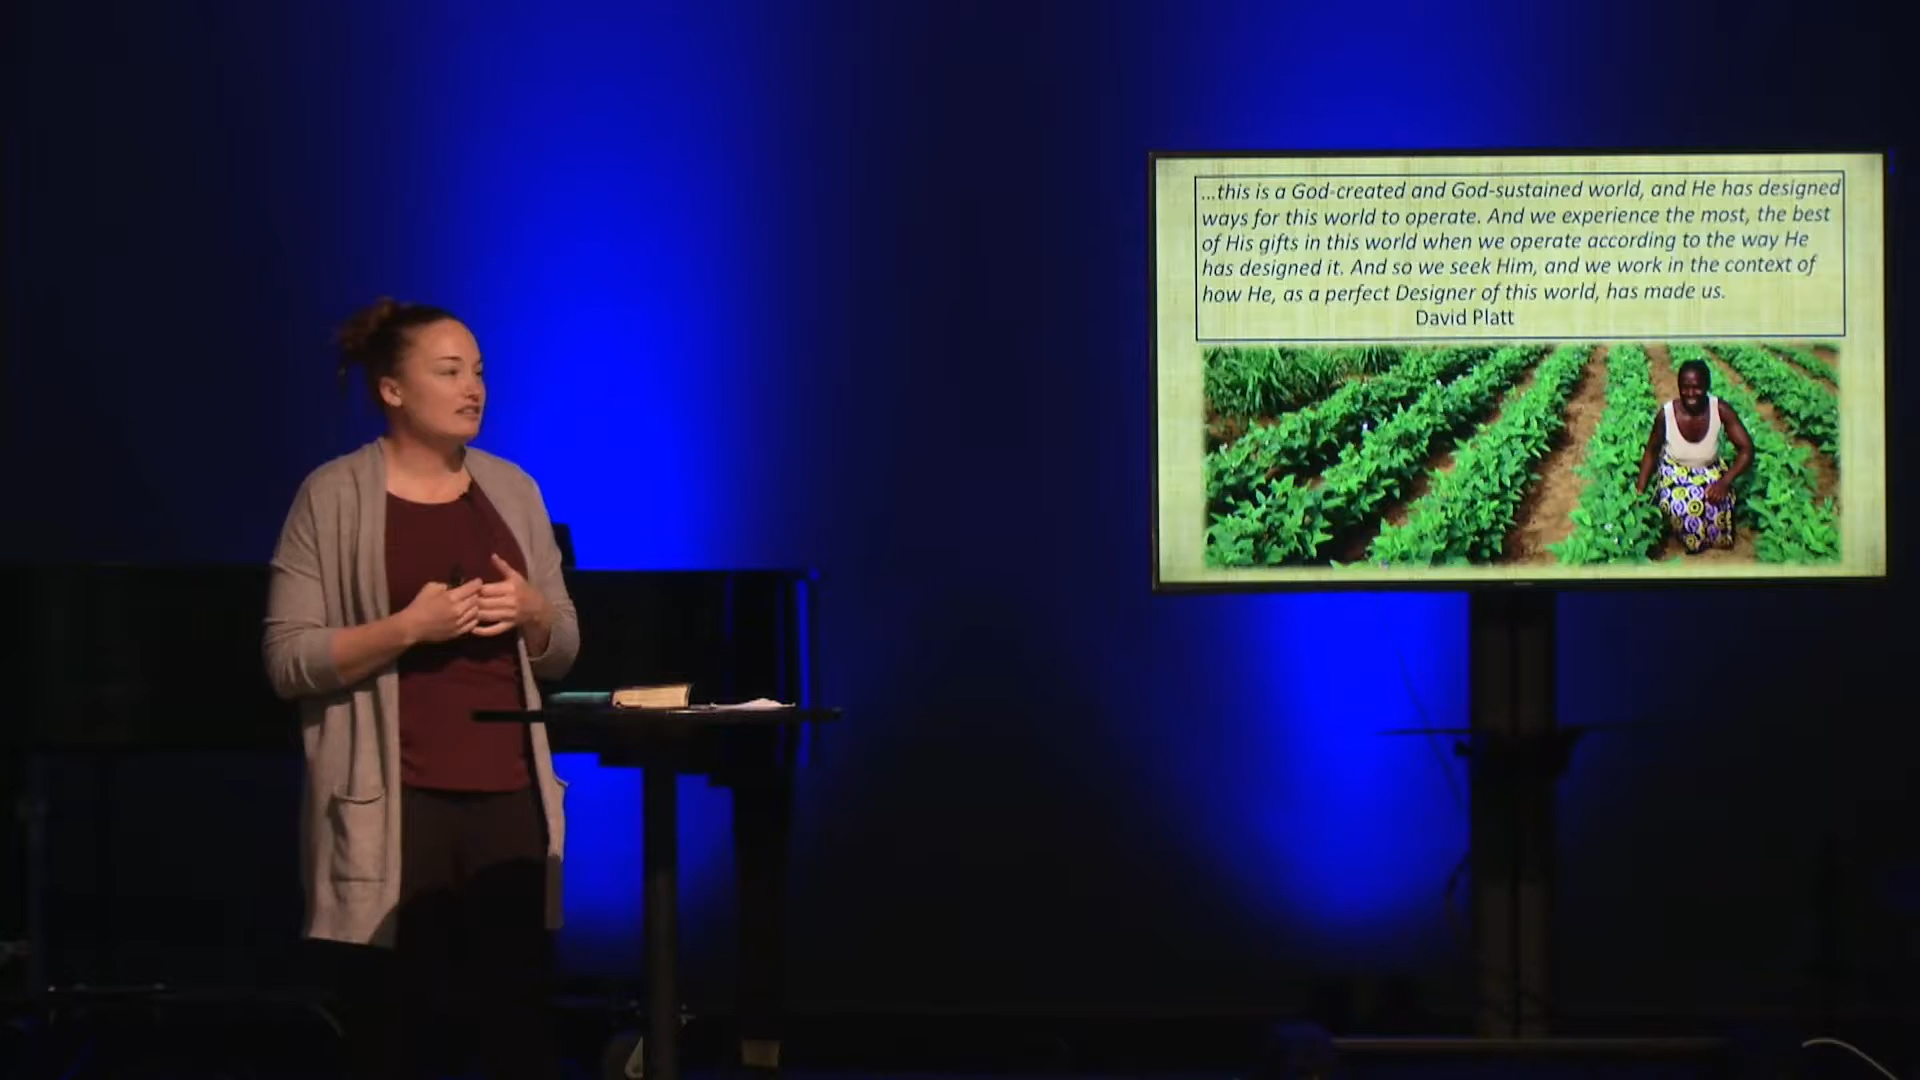 ...this is a God-created and God-sustained world, and He has designed
ways for this world to operate. And we experience the most, the best
of His gifts in this world when we operate according to the way He
has designed it. And so we seek Him, and we work in the context of
how He, as a perfect Designer of this world, has made us.
David Platt